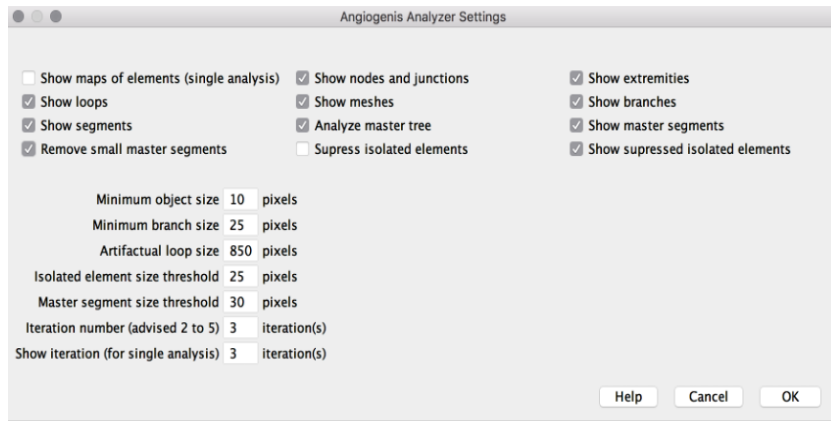 Angiogenis Analyzer Settings
Show maps of elements (single analysis) Show nodes and junctions Show extremities
Show loops Show meshes Show branches
Show segments Analyze master tree Show master segments
Remove small master segments Supress isolated elements Show supressed isolated elements
Minimum object size 10 pixels
Minimum branch size 25 pixels
Artifactual loop size 850 pixels
Isolated element size threshold 25 pixels
Master segment size threshold 30 pixels
Iteration number (advised 2 to 5) 3 iteration(s)
Show iteration (for single analysis) 3 iteration(s)
Help Cancel OK